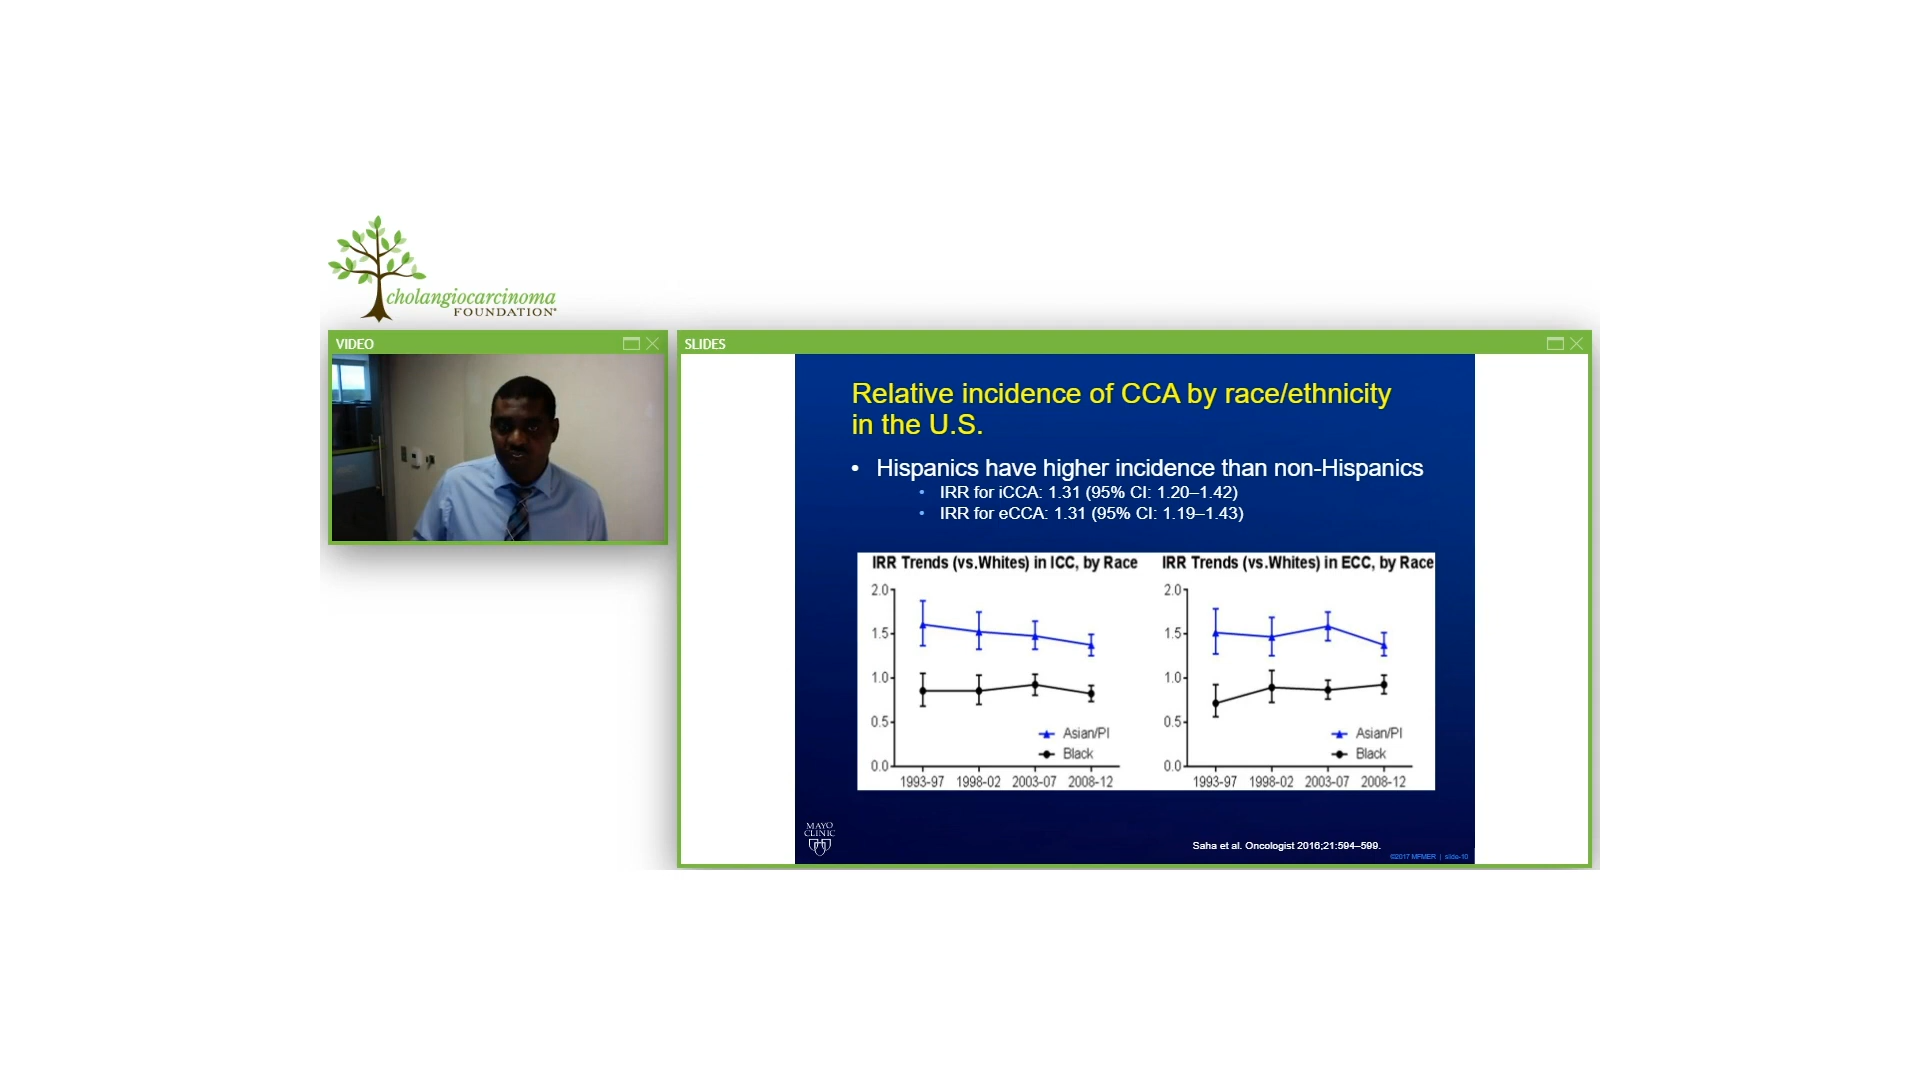 cholangiocarcinoma
FOUNDATION®
VIDEO
SLIDES
Relative incidence of CCA by race/ethnicity
in the U.S.
• Hispanics have higher incidence than non-Hispanics
• IRR for iCCA: 1.31 (95% CI: 1.20–1.42)
• IRR for eCCA: 1.31 (95% CI: 1.19–1.43)
IRR Trends (vs.Whites) in ICC, by Race
2.0
1.5
1.0
0.5
0.0
Asian/PI
Black
1993-97 1998-02 2003-07 2008-12
IRR Trends (vs.Whites) in ECC, by Race
2.0
1.5
1.0
0.5
0.0
Asian/PI
Black
1993-97 1998-02 2003-07 2008-12
MAYO
CLINIC
Saha et al. Oncologist 2016;21:594–599.
©2017 MFMER | slide-10